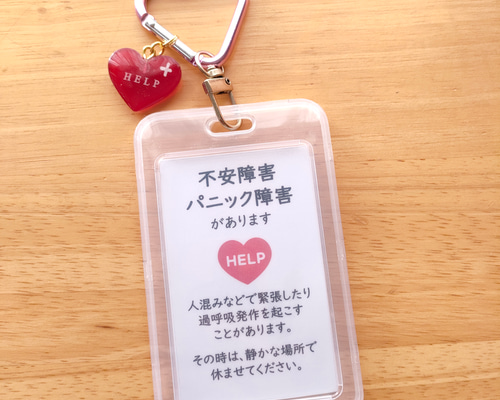 HELP
不安障害
パニック障害
があります
HELP
人混みなどで緊張したり
過呼吸発作を起こす
ことがあります。
その時は、静かな場所で
休ませてください。